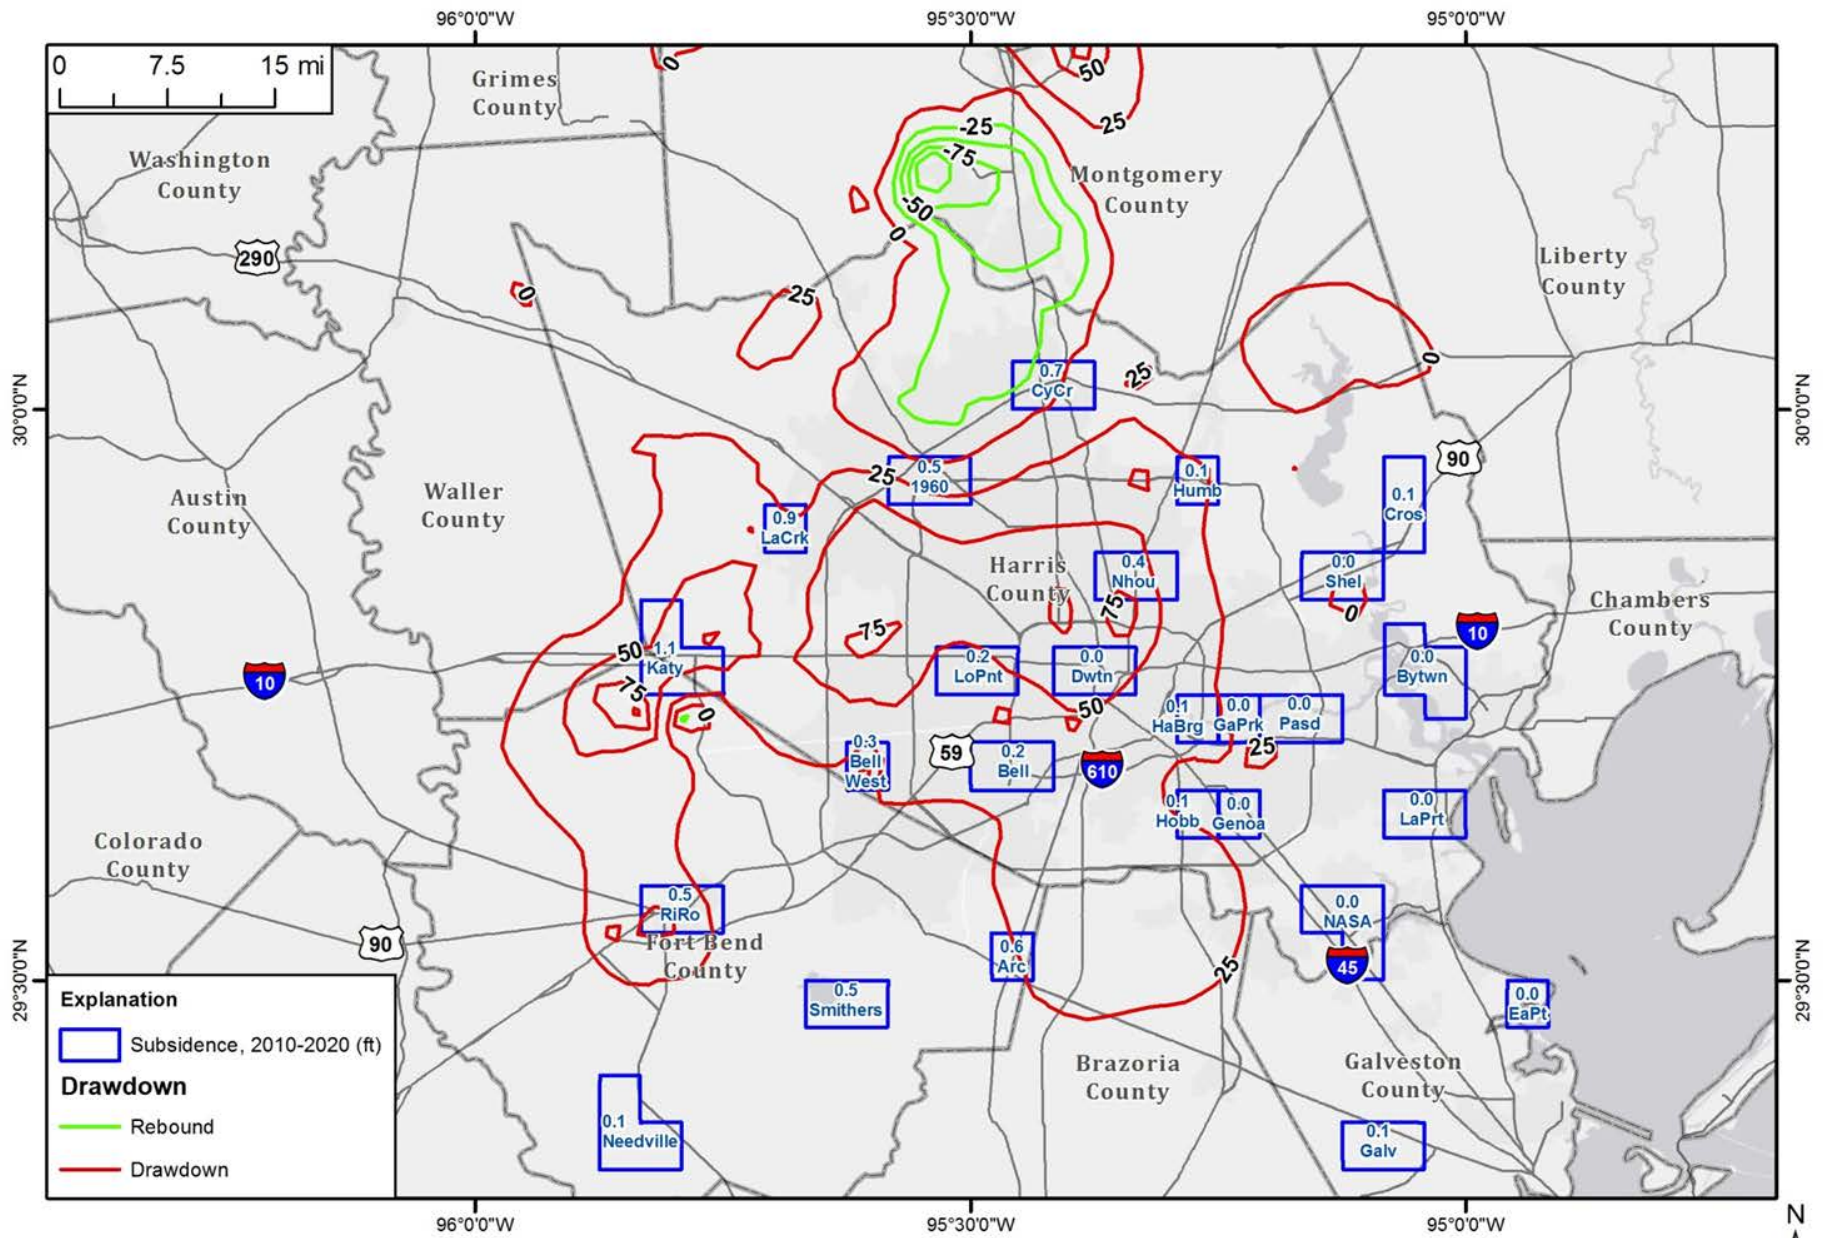 96°0'0"W
95°30'0"W
95°0'0"W
0 7.5 15 mi
Grimes
County
0
50
25
-25
-75
Washington
County
Montgomery
County
-50
0
290
Liberty
County
0
25
0
30°0'0"N
30°0'0"N
0.7
CyCr
25
90
25
0.5
1960
0.1
Humb
Waller
County
Austin
County
0.1
Cros
0.9
LaCrk
Harris
County
0.4
Nhou
0.0
Shel
0
Chambers
County
75
75
10
50
1.1
Katy
0.2
LoPnt
0.0
Dwtn
0.0
Bytwn
10
75
0
50
0.1
HaBrg
0.0
GaPrk
0.0
Pasd
25
0.3
Bell
West
59
0.2
Bell
610
0.1
Hobb
0.0
Genoa
0.0
LaPrt
Colorado
County
0.5
RiRo
0.0
NASA
90
Fort Bend
County
0.6
Arc
25
45
29°30'0"N
29°30'0"N
0.5
Smithers
0.0
EaPt
Explanation
Subsidence, 2010-2020 (ft)
Drawdown
Rebound
Drawdown
Brazoria
County
Galveston
County
0.1
Needville
0.1
Galv
96°0'0"W
95°30'0"W
95°0'0"W
N